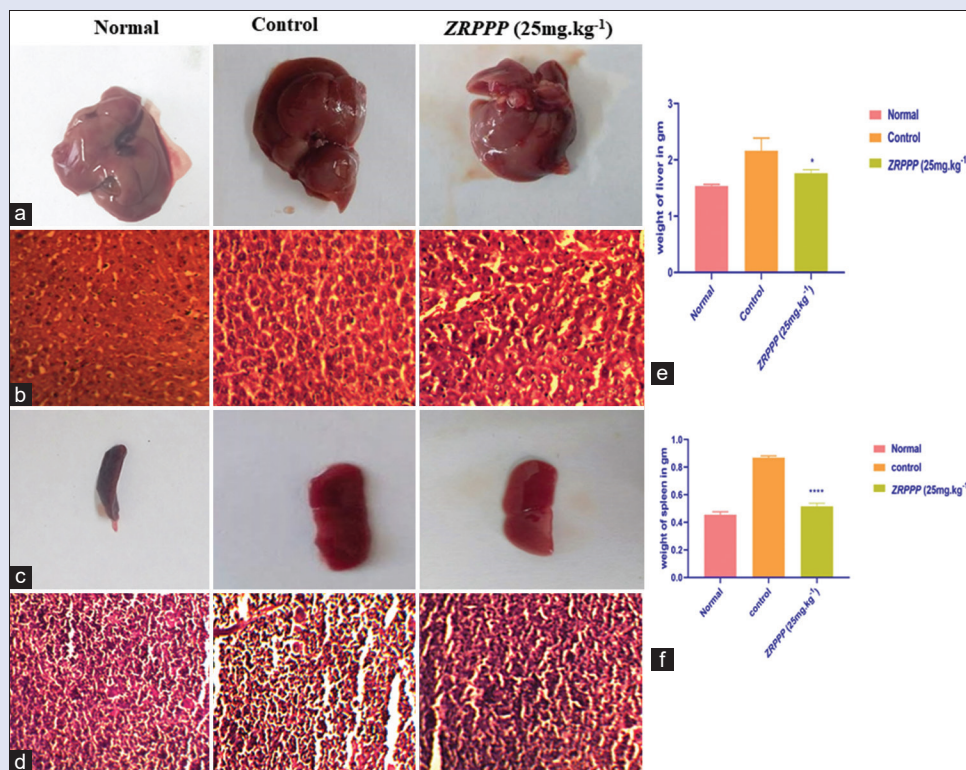 Normal
Control
ZRPPP (25mg.kg⁻¹)
a
b
c
d
weight of liver in gm
3
2
1
0
*
Normal
Control
ZRPPP (25mg.kg⁻¹)
Normal
Control
ZRPPP (25mg.kg⁻¹
e
weight of spleen in gm
1.0
0.8
0.6
0.4
0.2
0.0
****
Normal
control
ZRPPP (25mg.kg⁻¹)
Normal
control
ZRPPP (25mg.kg⁻¹
f